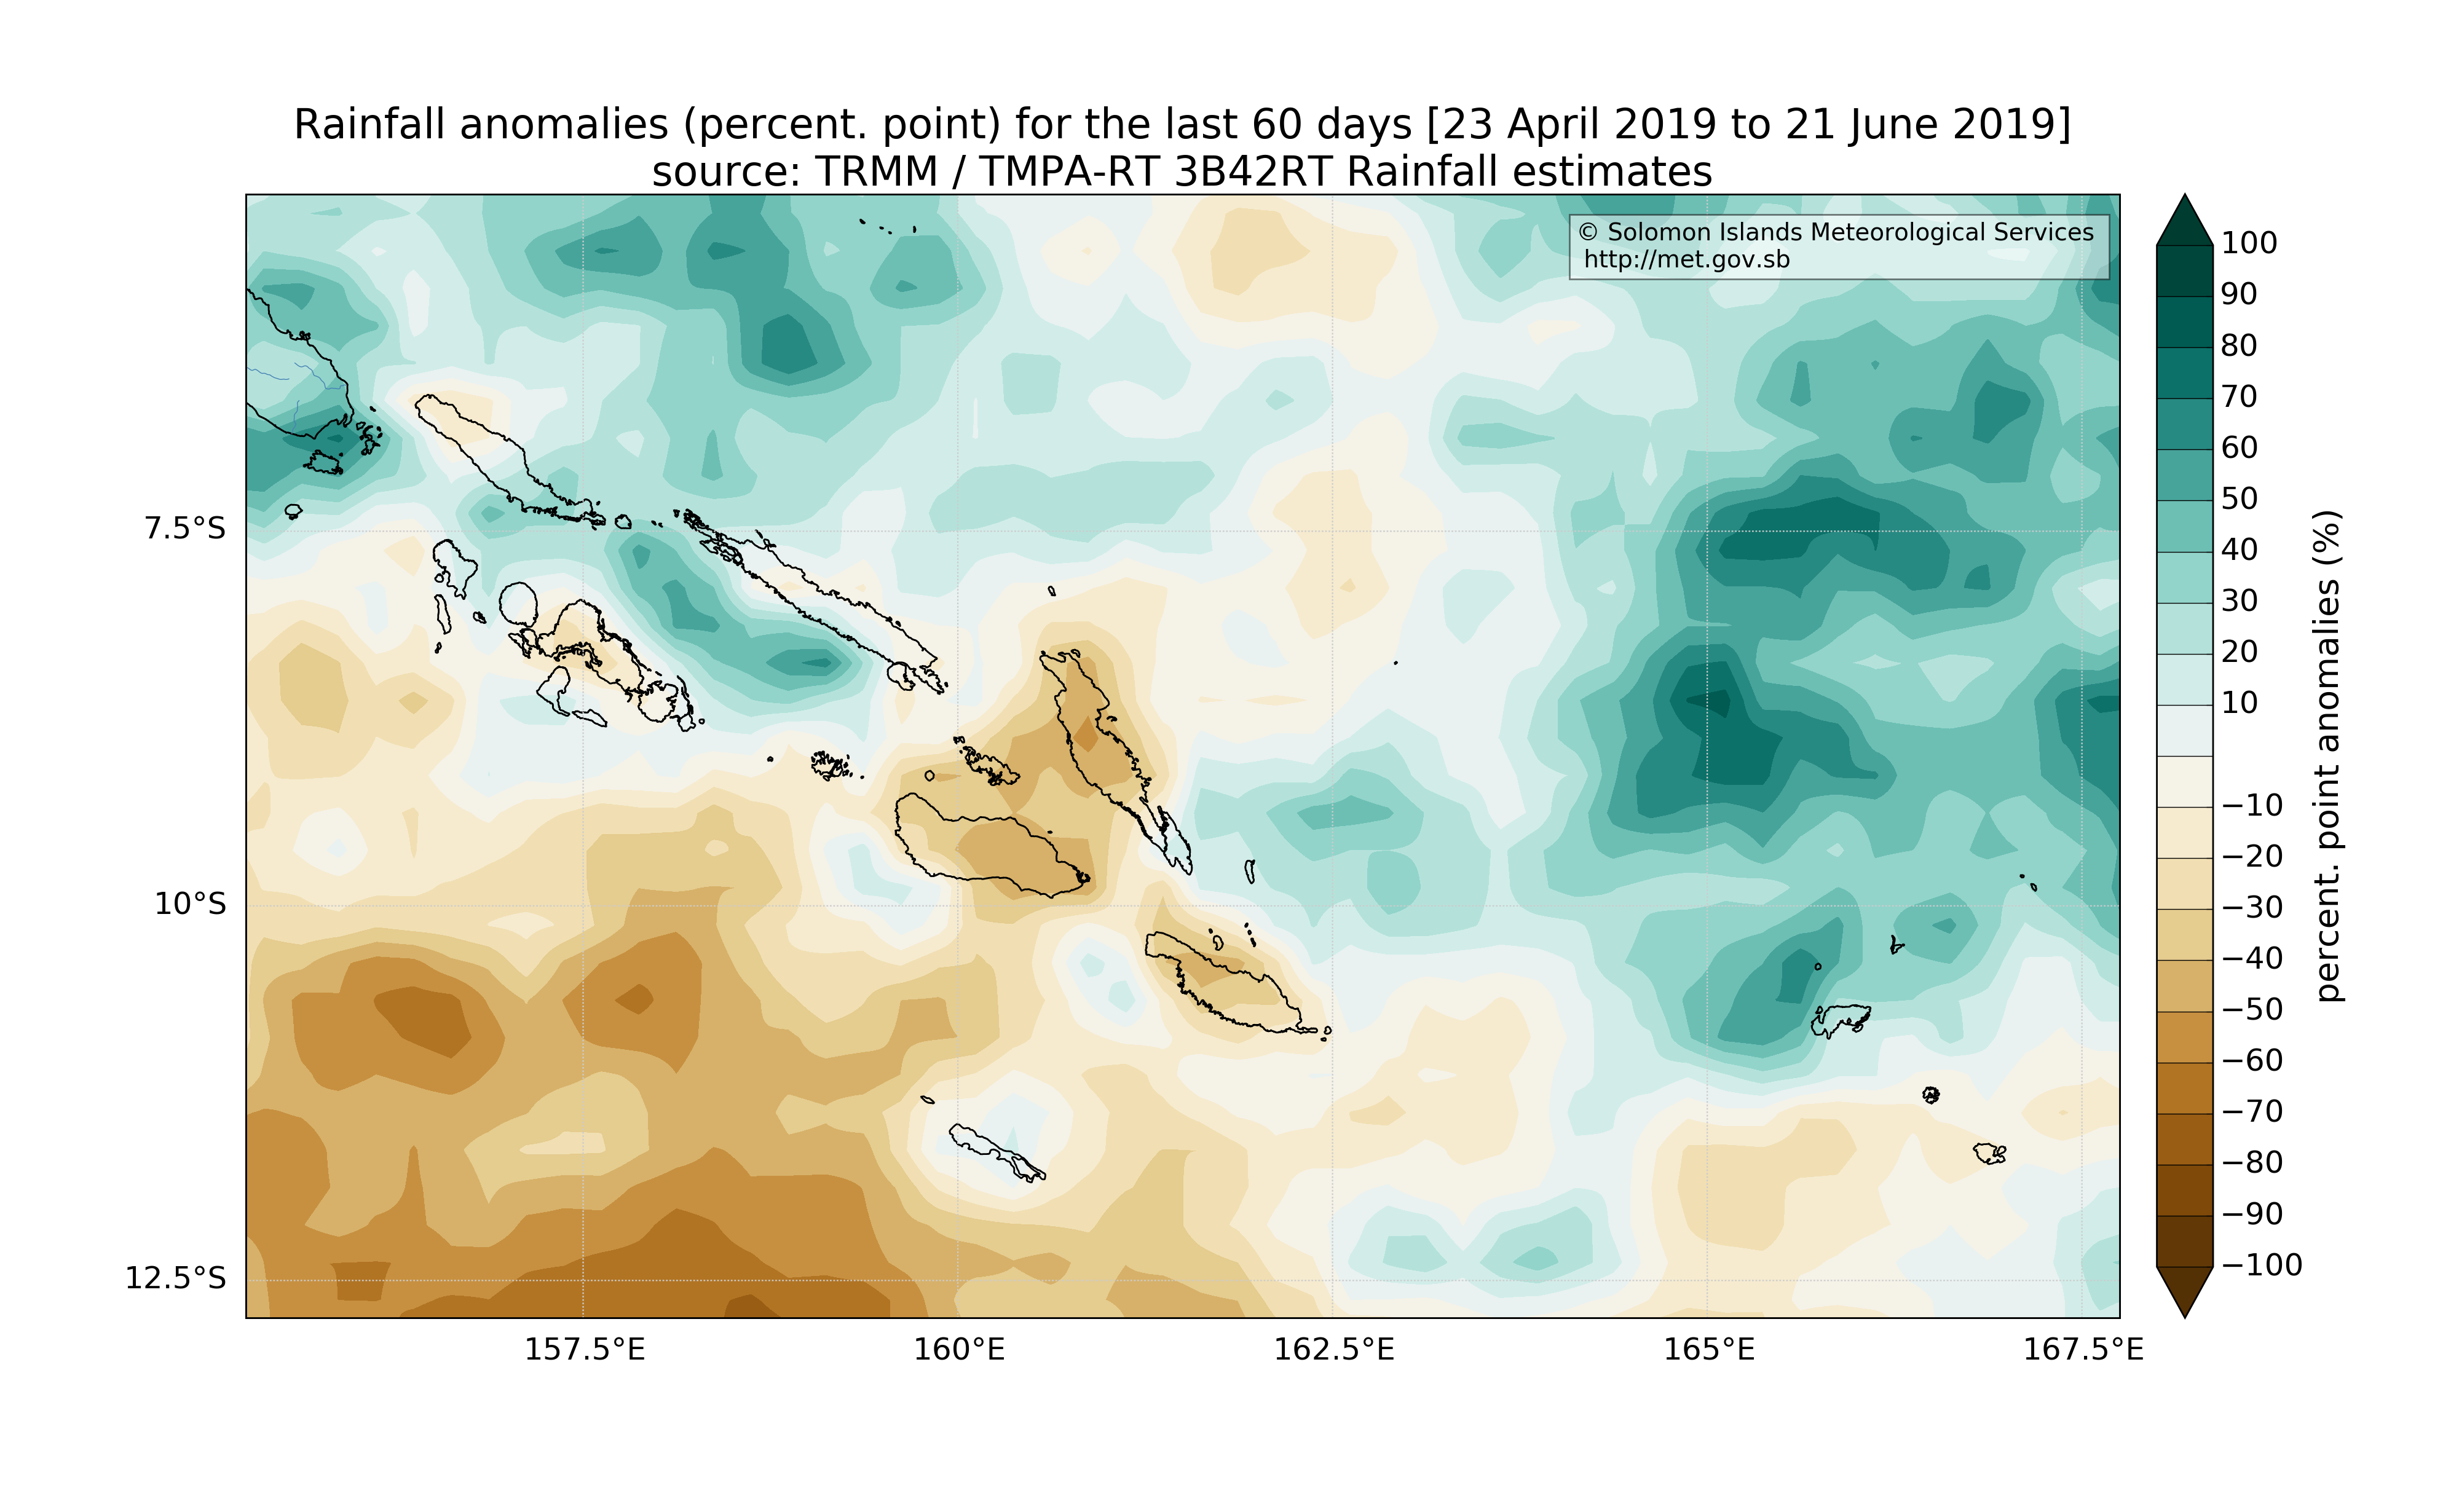 Rainfall anomalies (percent. point) for the last 60 days [23 April 2019 to 21 June 2019]
source: TRMM / TMPA-RT 3B42RT Rainfall estimates
© Solomon Islands Meteorological Services
http://met.gov.sb
7.5°S
10°S
12.5°S
157.5°E
160°E
162.5°E
165°E
167.5°E
100
90
80
70
60
50
40
30
20
10
−10
−20
−30
−40
−50
−60
−70
−80
−90
−100
percent. point anomalies (%)